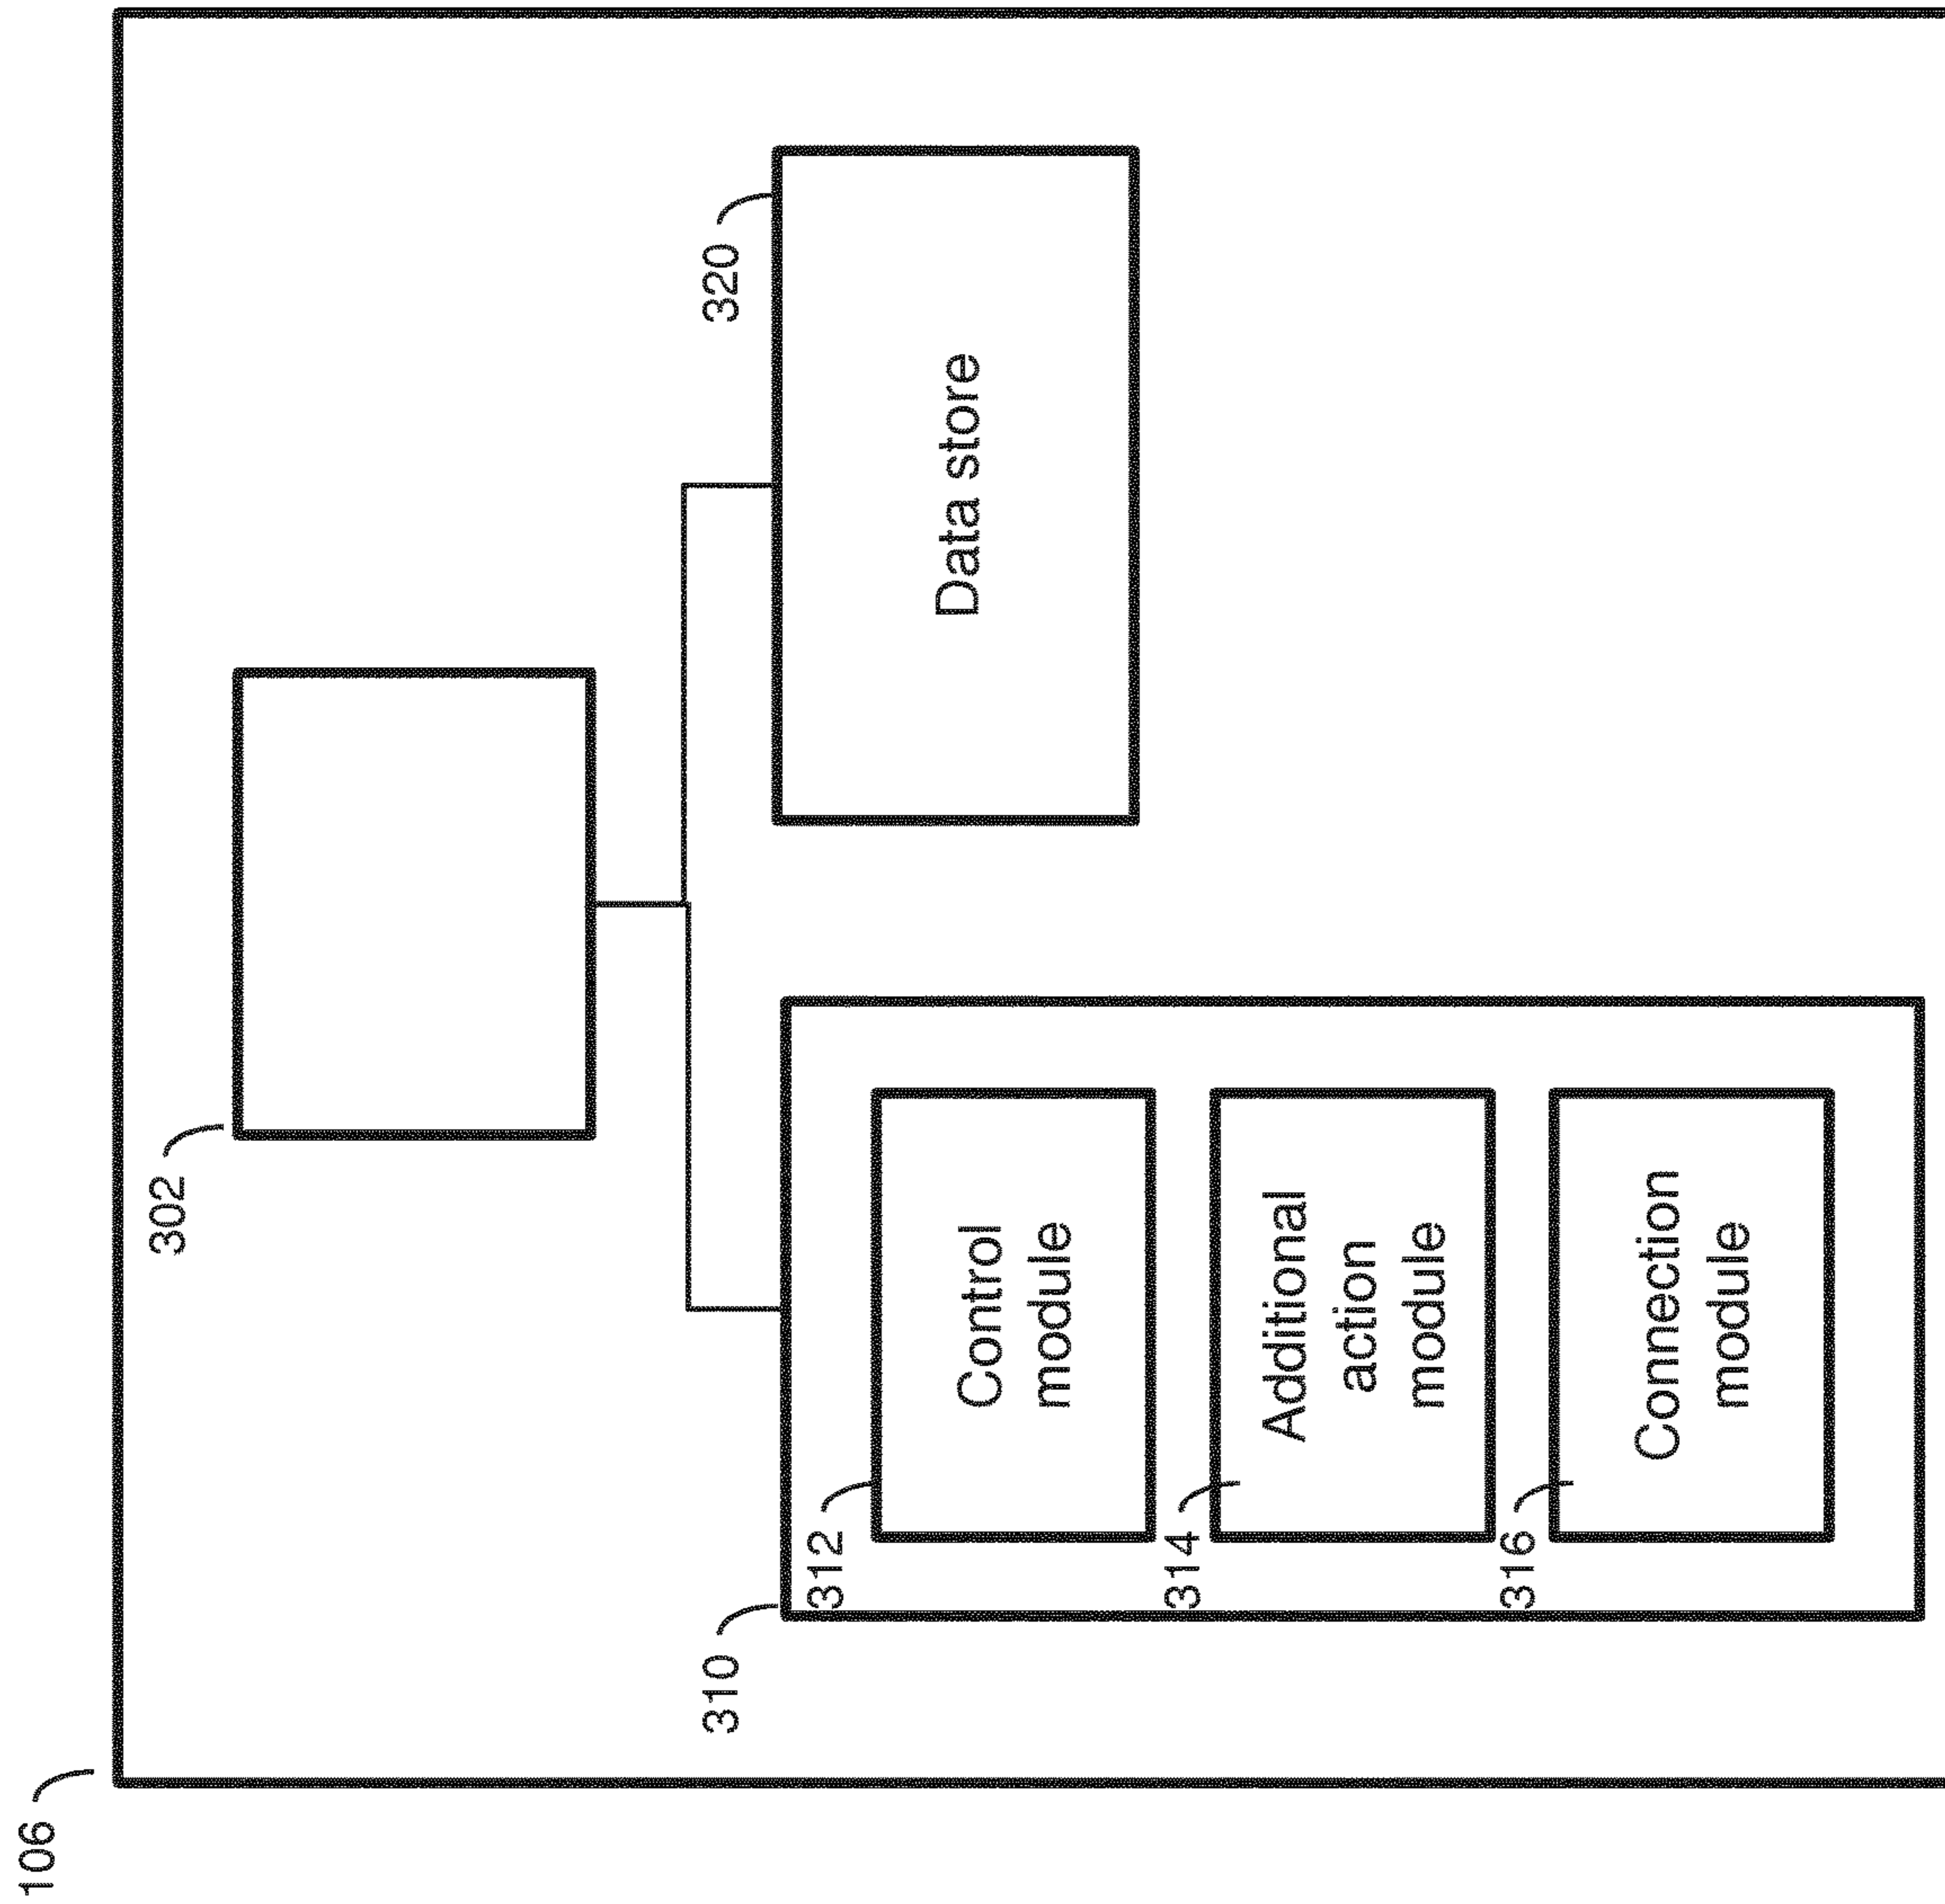 106
302
310
320
312
Control
module
Data store
314
Additional
action
module
316
Connection
module